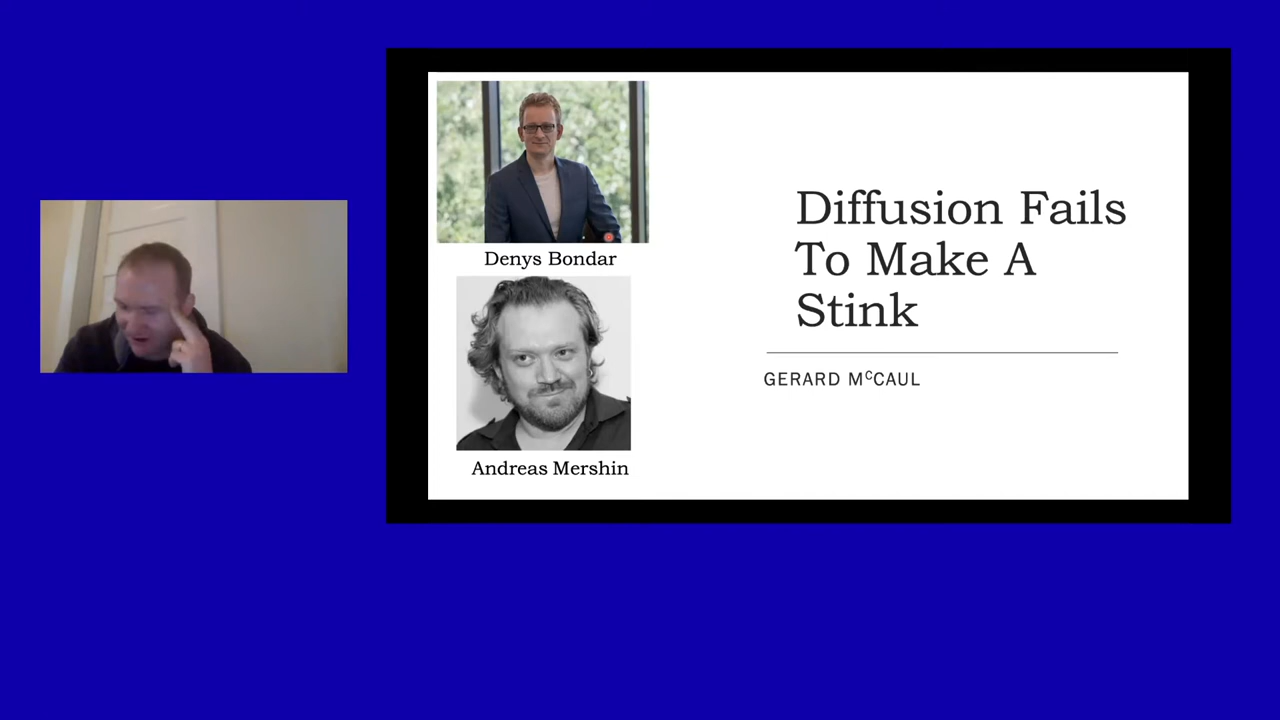 Denys Bondar
Andreas Mershin
Diffusion Fails
To Make A
Stink
GERARD MᶜCAUL